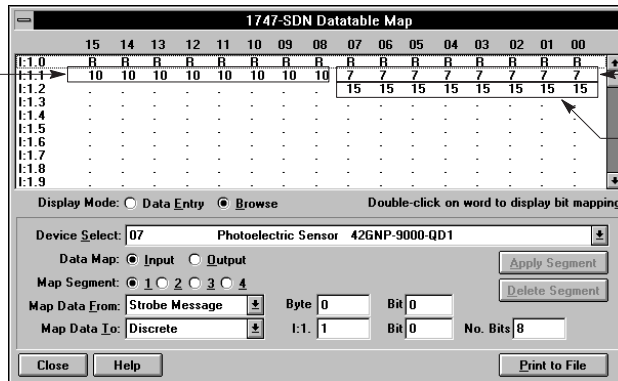 1747-SDN Datatable Map
15 14 13 12 11 10 09 08 07 06 05 04 03 02 01 00
I:1.0 R R R R R R R R R R R R R R R R
I:1.1 10 10 10 10 10 10 10 10 7 7 7 7 7 7 7 7
I:1.2 . . . . . . . . 15 15 15 15 15 15 15 15
I:1.3 . . . . . . . . . . . . . . . .
I:1.4 . . . . . . . . . . . . . . . .
I:1.5 . . . . . . . . . . . . . . . .
I:1.6 . . . . . . . . . . . . . . . .
I:1.7 . . . . . . . . . . . . . . . .
I:1.8 . . . . . . . . . . . . . . . .
I:1.9 . . . . . . . . . . . . . . . .
Display Mode: Data Entry Browse Double-click on word to display bit mapping
Device Select: 07 Photoelectric Sensor 42GNP-9000-QD1
Data Map: Input Output Apply Segment
Map Segment: 1 2 3 4 Delete Segment
Map Data From: Strobe Message Byte 0 Bit 0
Map Data To: Discrete I:1. 1 Bit 0 No. Bits 8
Close Help Print to File